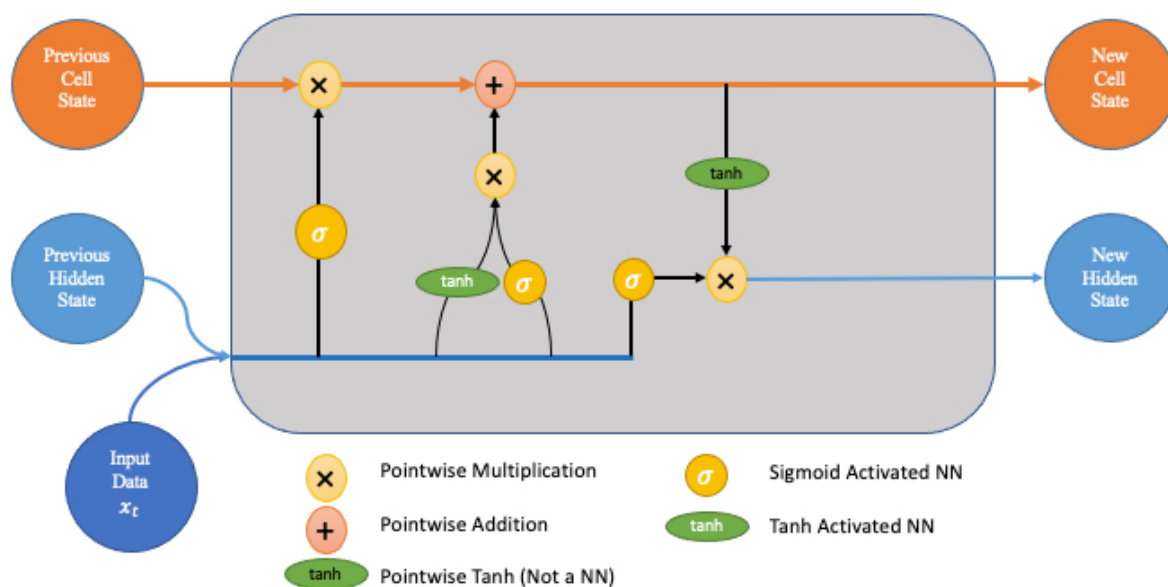 Previous
Cell
State
×
+
New
Cell
State
×
tanh
σ
Previous
Hidden
State
tanh
σ
σ
×
New
Hidden
State
Input
Data
xₜ
× Pointwise Multiplication
σ Sigmoid Activated NN
+ Pointwise Addition
tanh Tanh Activated NN
tanh Pointwise Tanh (Not a NN)